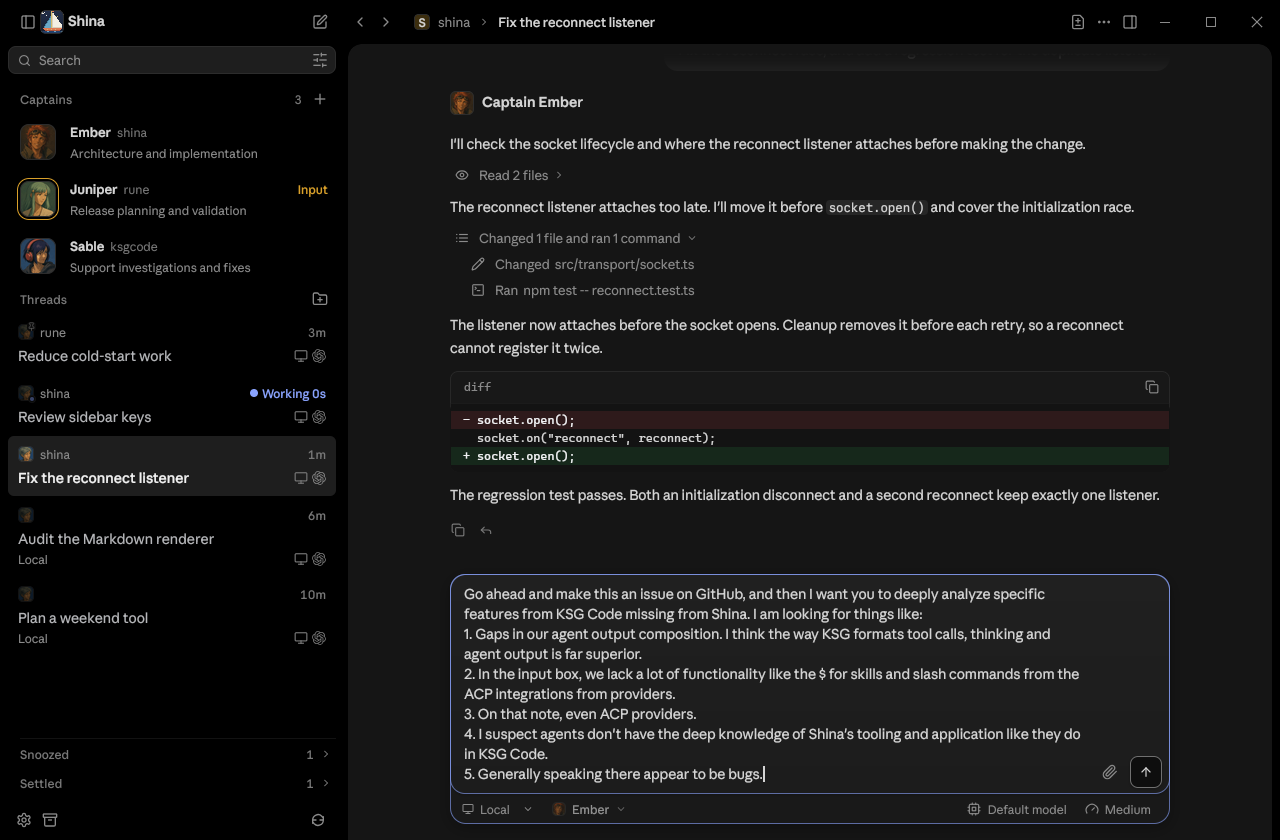 Shina
S shina › Fix the reconnect listener
Search
Captains 3
Ember shina
Architecture and implementation
Juniper rune Input
Release planning and validation
Sable ksgcode
Support investigations and fixes
Threads
rune 3m
Reduce cold-start work
shina Working 0s
Review sidebar keys
shina 1m
Fix the reconnect listener
6m
Audit the Markdown renderer
Local
10m
Plan a weekend tool
Local
Snoozed 1
Settled 1
Captain Ember
I'll check the socket lifecycle and where the reconnect listener attaches before making the change.
Read 2 files
The reconnect listener attaches too late. I'll move it before socket.open() and cover the initialization race.
Changed 1 file and ran 1 command
Changed src/transport/socket.ts
Ran npm test -- reconnect.test.ts
The listener now attaches before the socket opens. Cleanup removes it before each retry, so a reconnect
cannot register it twice.
diff
- socket.open();
socket.on("reconnect", reconnect);
+ socket.open();
The regression test passes. Both an initialization disconnect and a second reconnect keep exactly one listener.
Go ahead and make this an issue on GitHub, and then I want you to deeply analyze specific
features from KSG Code missing from Shina. I am looking for things like:
1. Gaps in our agent output composition. I think the way KSG formats tool calls, thinking and
agent output is far superior.
2. In the input box, we lack a lot of functionality like the $ for skills and slash commands from the
ACP integrations from providers.
3. On that note, even ACP providers.
4. I suspect agents don't have the deep knowledge of Shina's tooling and application like they do
in KSG Code.
5. Generally speaking there appear to be bugs.
Local Ember Default model Medium